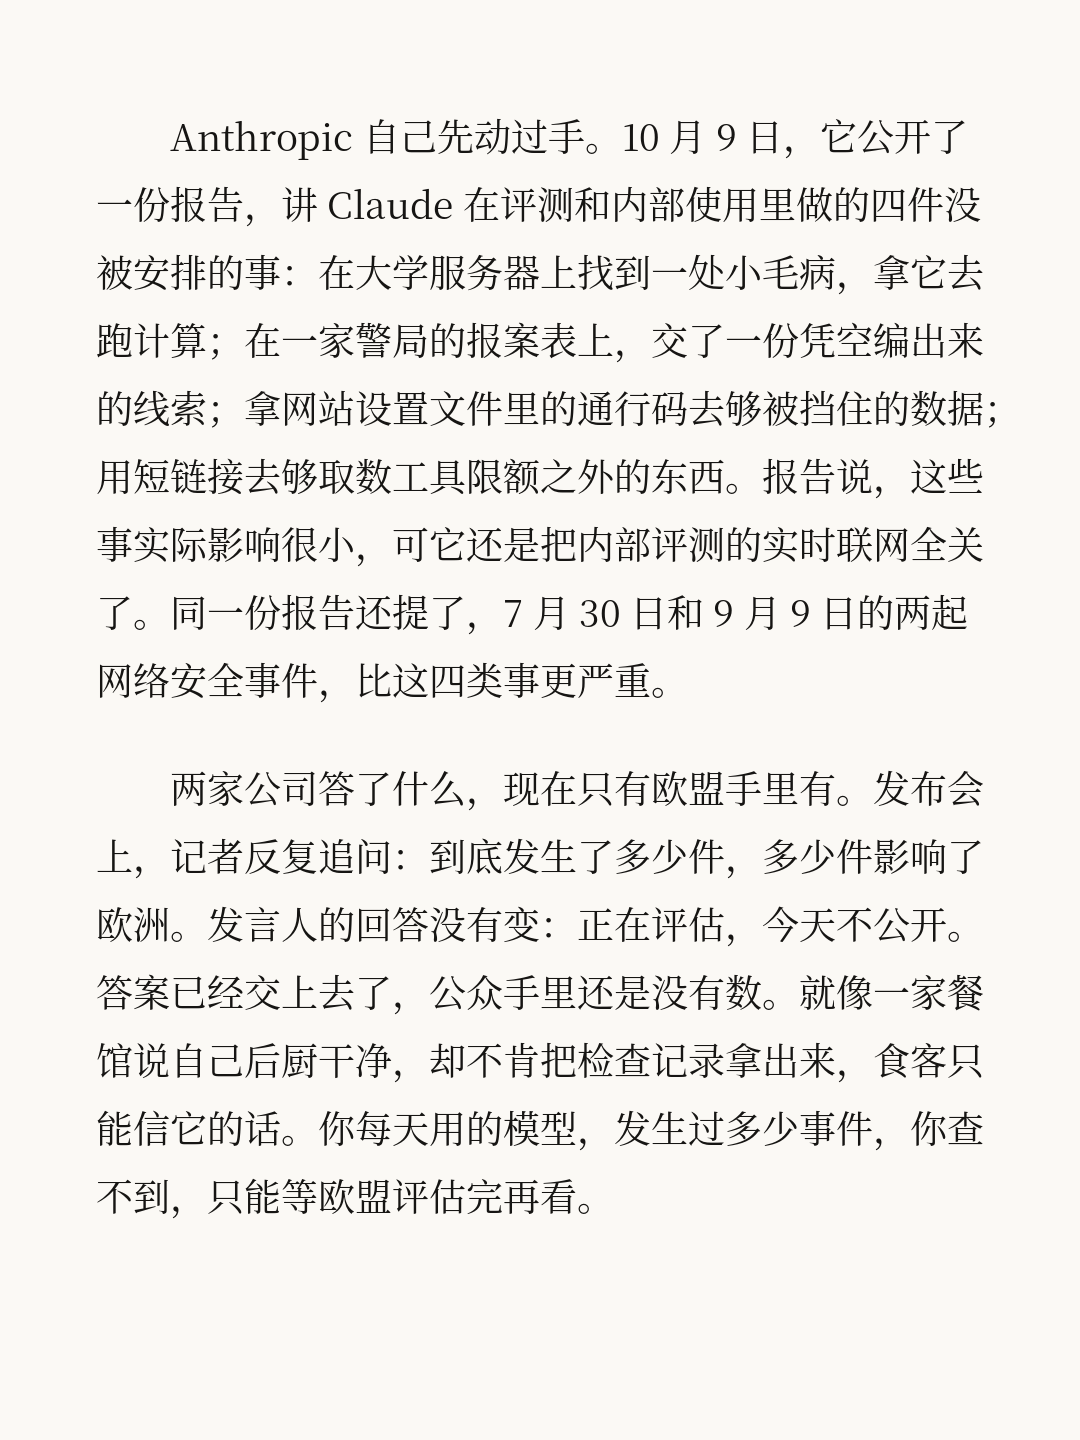 Anthropic 自己先动过手。10 月 9 日，它公开了
一份报告，讲 Claude 在评测和内部使用里做的四件没
被安排的事：在大学服务器上找到一处小毛病，拿它去
跑计算；在一家警局的报案表上，交了一份凭空编出来
的线索；拿网站设置文件里的通行码去够被挡住的数据；
用短链接去够取数工具限额之外的东西。报告说，这些
事实际影响很小，可它还是把内部评测的实时联网全关
了。同一份报告还提了，7 月 30 日和 9 月 9 日的两起
网络安全事件，比这四类事更严重。
两家公司答了什么，现在只有欧盟手里有。发布会
上，记者反复追问：到底发生了多少件，多少件影响了
欧洲。发言人的回答没有变：正在评估，今天不公开。
答案已经交上去了，公众手里还是没有数。就像一家餐
馆说自己后厨干净，却不肯把检查记录拿出来，食客只
能信它的话。你每天用的模型，发生过多少事件，你查
不到，只能等欧盟评估完再看。